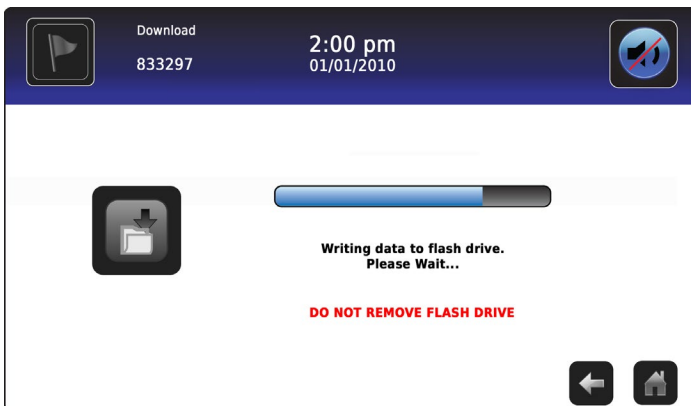 Download
833297
2:00 pm
01/01/2010
Writing data to flash drive.
Please Wait...
DO NOT REMOVE FLASH DRIVE